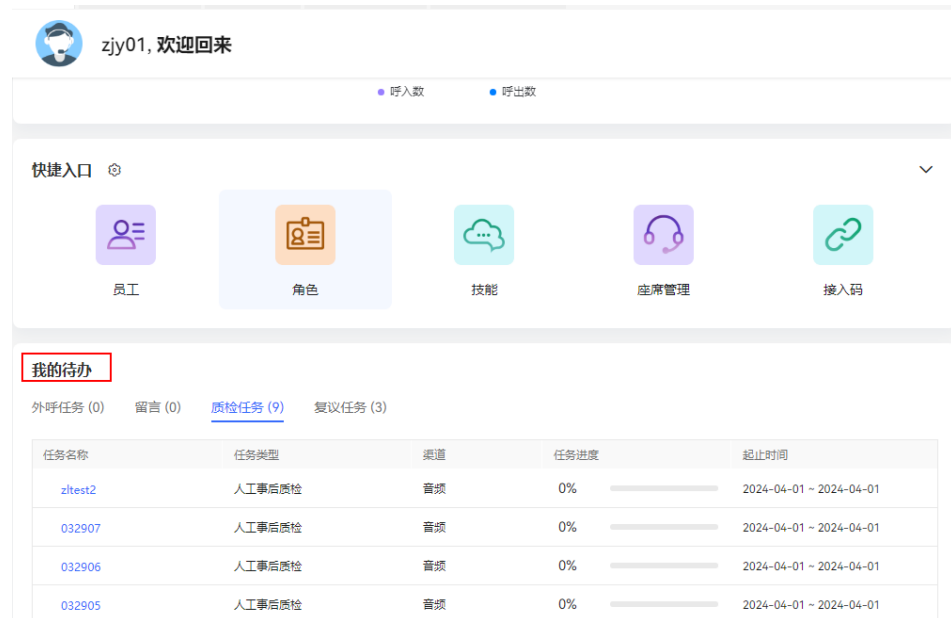 zjy01, 欢迎回来
呼入数 呼出数
快捷入口
员工 角色 技能 座席管理 接入码
我的待办
外呼任务 (0) 留言 (0) 质检任务 (9) 复议任务 (3)
任务名称 任务类型 渠道 任务进度 起止时间
zltest2 人工事后质检 音频 0% 2024-04-01 ~ 2024-04-01
032907 人工事后质检 音频 0% 2024-04-01 ~ 2024-04-01
032906 人工事后质检 音频 0% 2024-04-01 ~ 2024-04-01
032905 人工事后质检 音频 0% 2024-04-01 ~ 2024-04-01